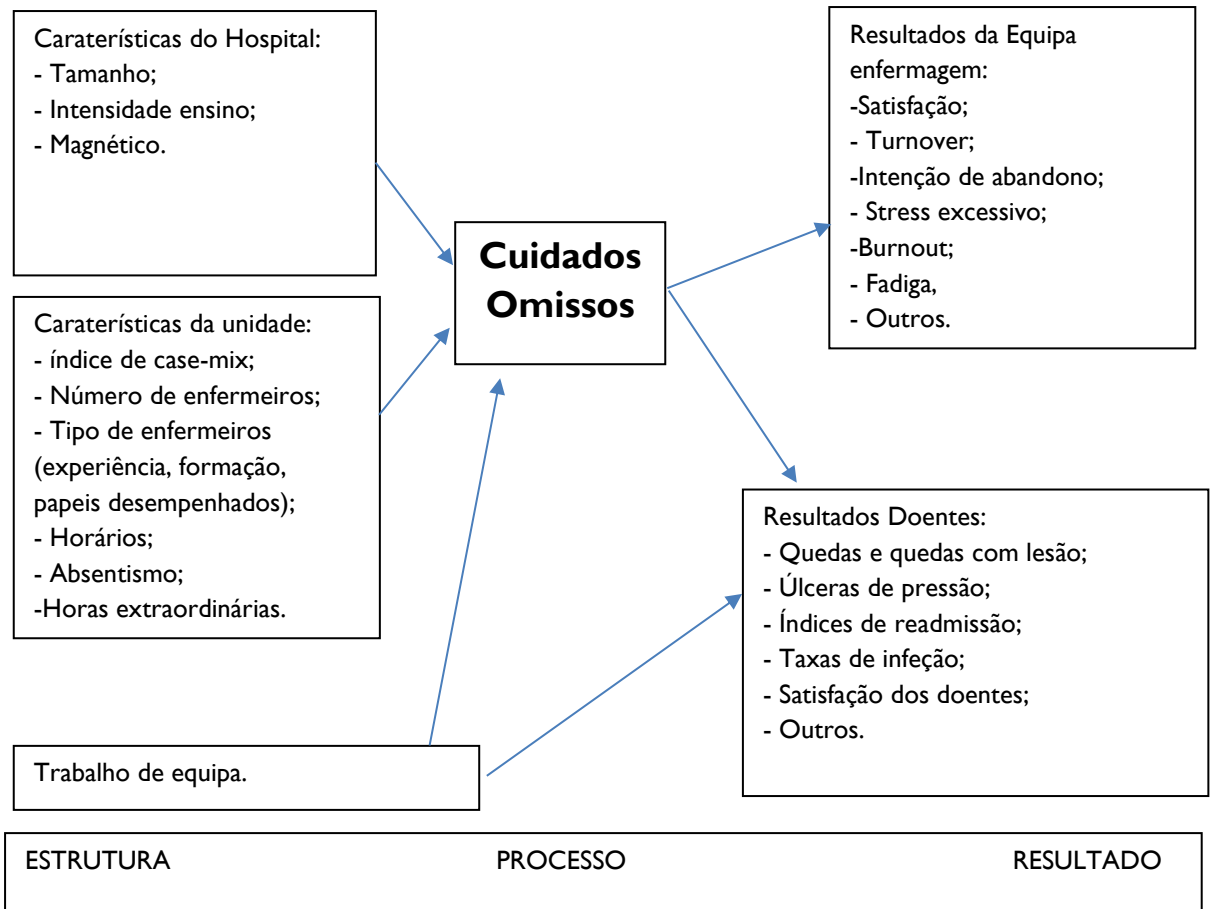 Caraterísticas do Hospital:
- Tamanho;
- Intensidade ensino;
- Magnético.
Caraterísticas da unidade:
- índice de case-mix;
- Número de enfermeiros;
- Tipo de enfermeiros
(experiência, formação,
papeis desempenhados);
- Horários;
- Absentismo;
-Horas extraordinárias.
Trabalho de equipa.
Cuidados
Omissos
Resultados da Equipa
enfermagem:
-Satisfação;
- Turnover;
-Intenção de abandono;
- Stress excessivo;
-Burnout;
- Fadiga,
- Outros.
Resultados Doentes:
- Quedas e quedas com lesão;
- Úlceras de pressão;
- Índices de readmissão;
- Taxas de infeção;
- Satisfação dos doentes;
- Outros.
ESTRUTURA PROCESSO RESULTADO